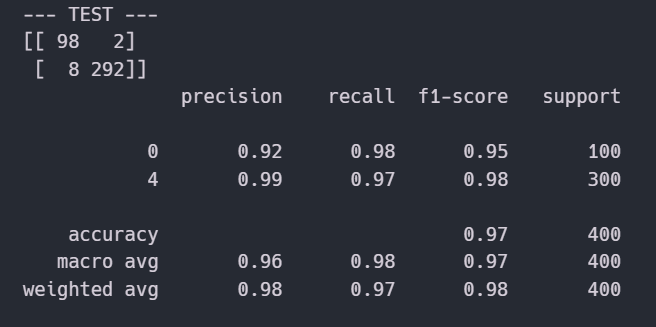 --- TEST ---
[[ 98   2]
 [  8 292]]
              precision    recall  f1-score   support

           0       0.92      0.98      0.95       100
           4       0.99      0.97      0.98       300

    accuracy                           0.97       400
   macro avg       0.96      0.98      0.97       400
weighted avg       0.98      0.97      0.98       400